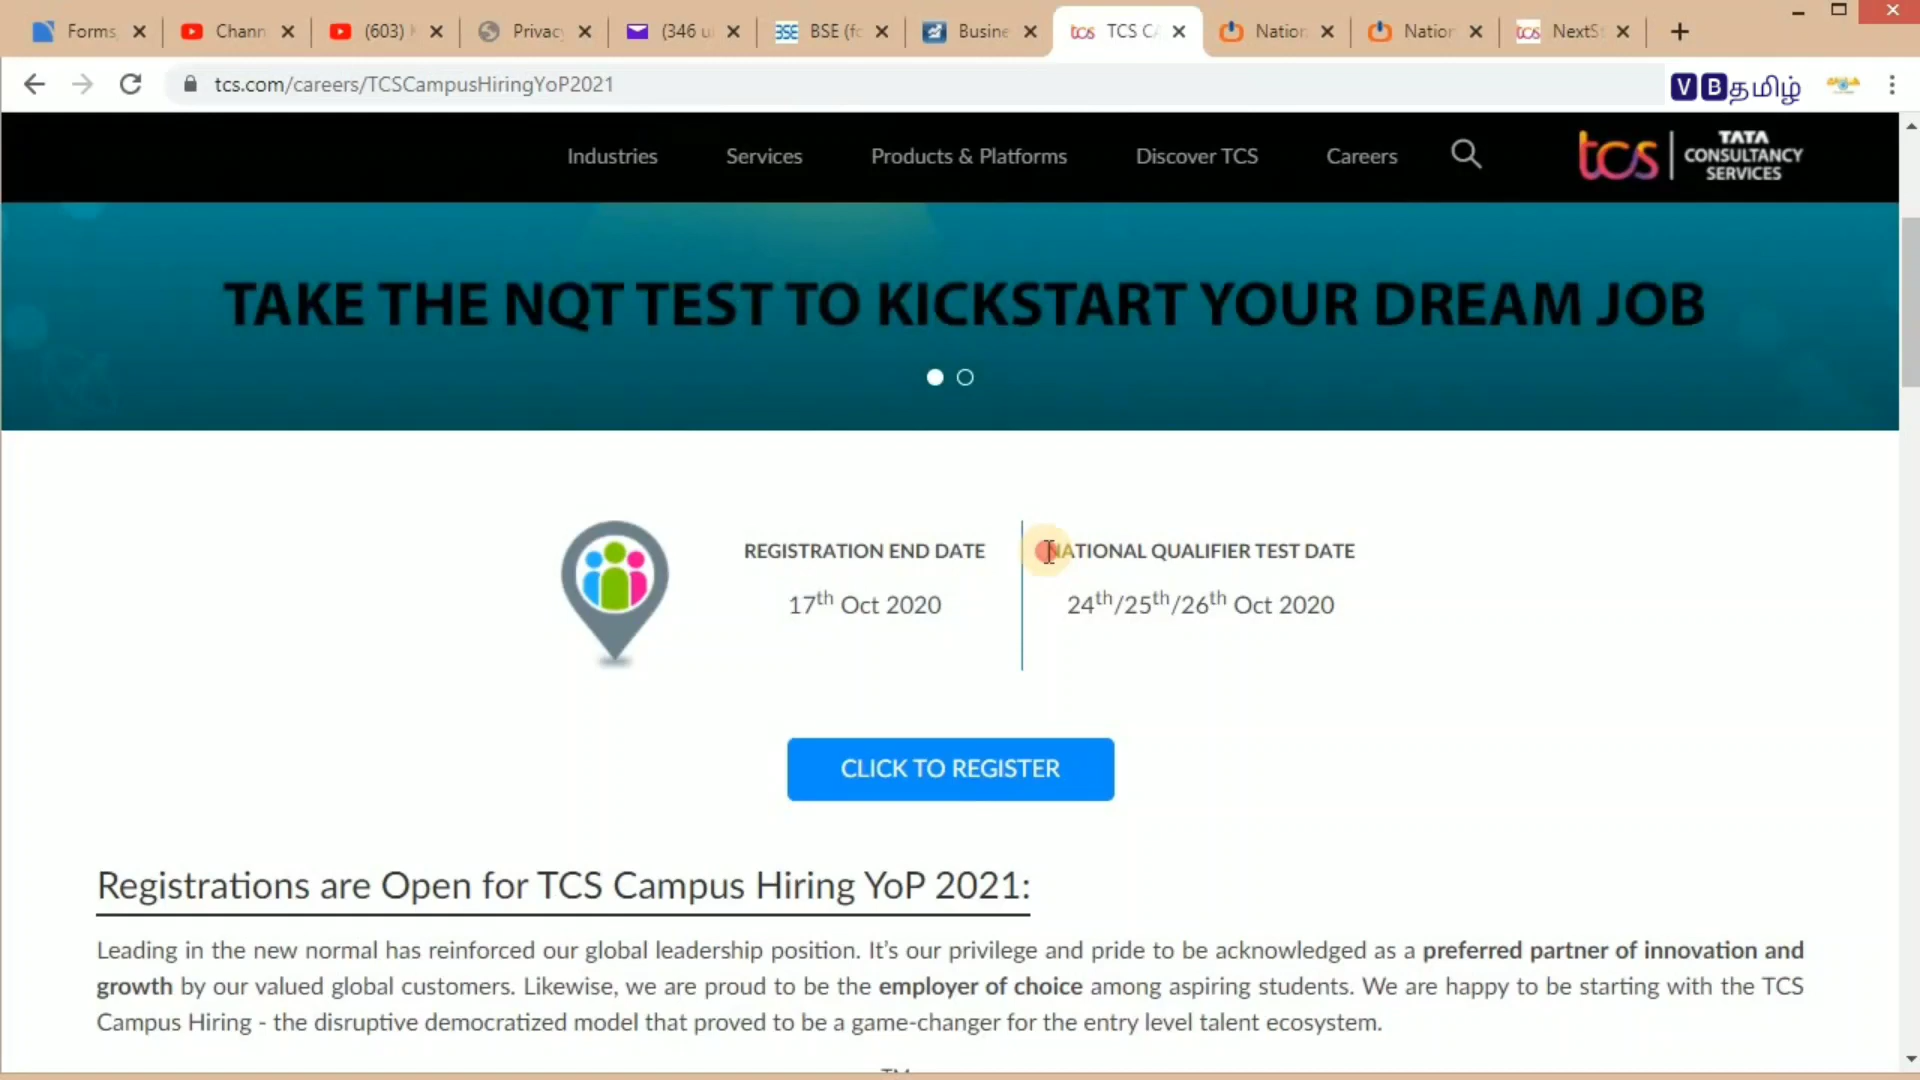 Forms
Chann
(603)
Privac
(346 u
BSE (fc
Busine
TCS CA
Nation
Nation
NextS
tcs.com/careers/TCSCampusHiringYoP2021
VBதமிழ்
Industries
Services
Products & Platforms
Discover TCS
Careers
tcs | TATA
CONSULTANCY
SERVICES
TAKE THE NQT TEST TO KICKSTART YOUR DREAM JOB
REGISTRATION END DATE
17th Oct 2020
NATIONAL QUALIFIER TEST DATE
24th/25th/26th Oct 2020
CLICK TO REGISTER
Registrations are Open for TCS Campus Hiring YoP 2021:
Leading in the new normal has reinforced our global leadership position. It’s our privilege and pride to be acknowledged as a preferred partner of innovation and
growth by our valued global customers. Likewise, we are proud to be the employer of choice among aspiring students. We are happy to be starting with the TCS
Campus Hiring - the disruptive democratized model that proved to be a game-changer for the entry level talent ecosystem.